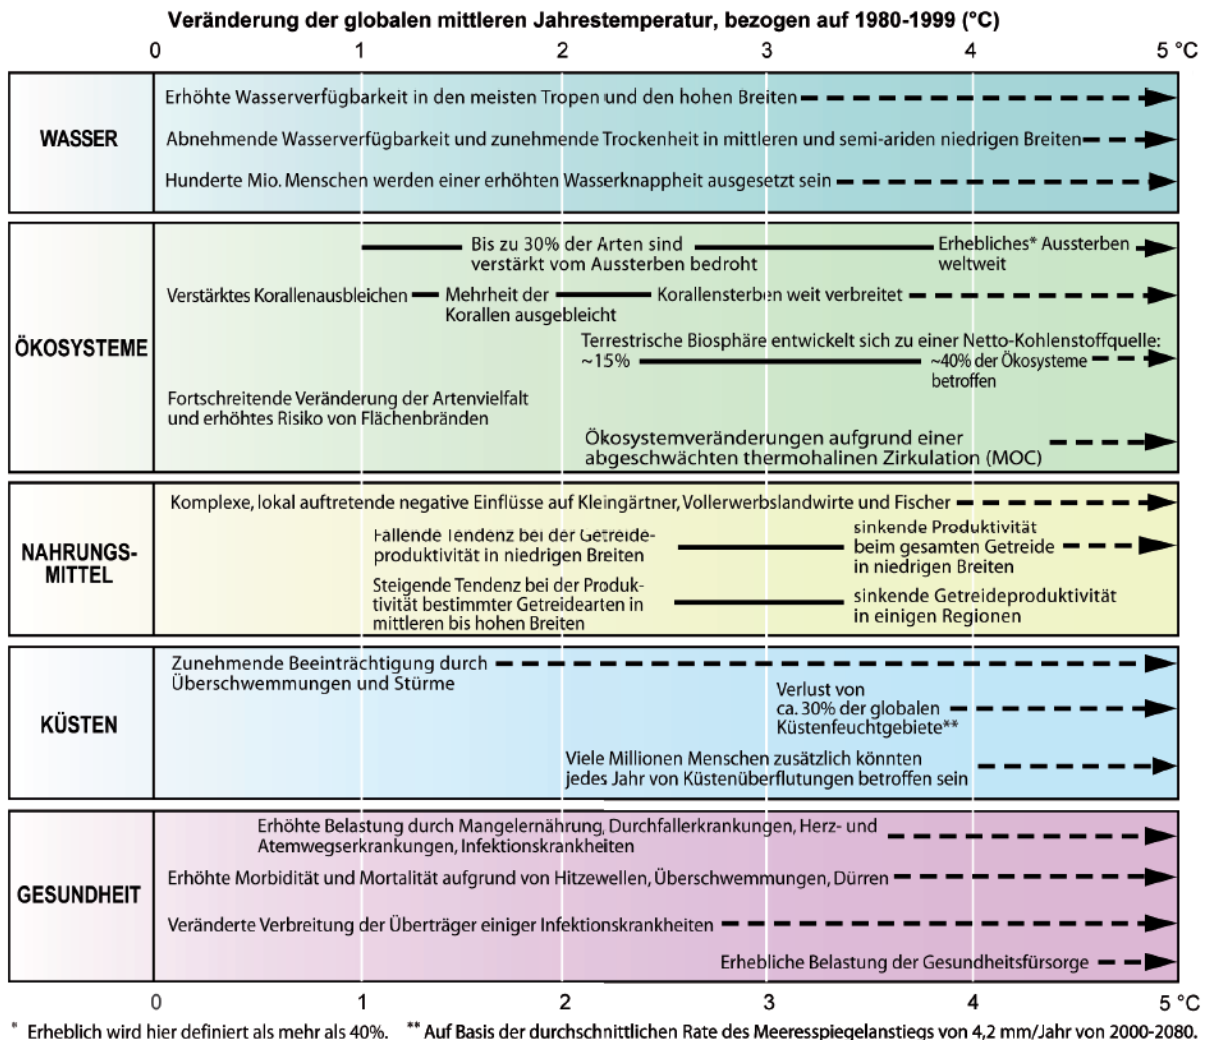 Veränderung der globalen mittleren Jahrestemperatur, bezogen auf 1980-1999 (°C)
0 1 2 3 4 5 °C
WASSER
Erhöhte Wasserverfügbarkeit in den meisten Tropen und den hohen Breiten
Abnehmende Wasserverfügbarkeit und zunehmende Trockenheit in mittleren und semi-ariden niedrigen Breiten
Hunderte Mio. Menschen werden einer erhöhten Wasserknappheit ausgesetzt sein
ÖKOSYSTEME
Bis zu 30% der Arten sind
verstärkt vom Aussterben bedroht
Erhebliches* Aussterben
weltweit
Verstärktes Korallenausbleichen
Mehrheit der
Korallen ausgebleicht
Korallensterben weit verbreitet
Terrestrische Biosphäre entwickelt sich zu einer Netto-Kohlenstoffquelle:
~15%
~40% der Ökosysteme
betroffen
Fortschreitende Veränderung der Artenvielfalt
und erhöhtes Risiko von Flächenbränden
Ökosystemveränderungen aufgrund einer
abgeschwächten thermohalinen Zirkulation (MOC)
NAHRUNGS-
MITTEL
Komplexe, lokal auftretende negative Einflüsse auf Kleingärtner, Vollerwerbslandwirte und Fischer
Fallende Tendenz bei der Getreide-
produktivität in niedrigen Breiten
sinkende Produktivität
beim gesamten Getreide
in niedrigen Breiten
Steigende Tendenz bei der Produk-
tivität bestimmter Getreidearten in
mittleren bis hohen Breiten
sinkende Getreideproduktivität
in einigen Regionen
KÜSTEN
Zunehmende Beeinträchtigung durch
Überschwemmungen und Stürme
Verlust von
ca. 30% der globalen
Küstenfeuchtgebiete**
Viele Millionen Menschen zusätzlich könnten
jedes Jahr von Küstenüberflutungen betroffen sein
GESUNDHEIT
Erhöhte Belastung durch Mangelernährung, Durchfallerkrankungen, Herz- und
Atemwegserkrankungen, Infektionskrankheiten
Erhöhte Morbidität und Mortalität aufgrund von Hitzewellen, Überschwemmungen, Dürren
Veränderte Verbreitung der Überträger einiger Infektionskrankheiten
Erhebliche Belastung der Gesundheitsfürsorge
0 1 2 3 4 5 °C
* Erheblich wird hier definiert als mehr als 40%. ** Auf Basis der durchschnittlichen Rate des Meeresspiegelanstiegs von 4,2 mm/Jahr von 2000-2080.